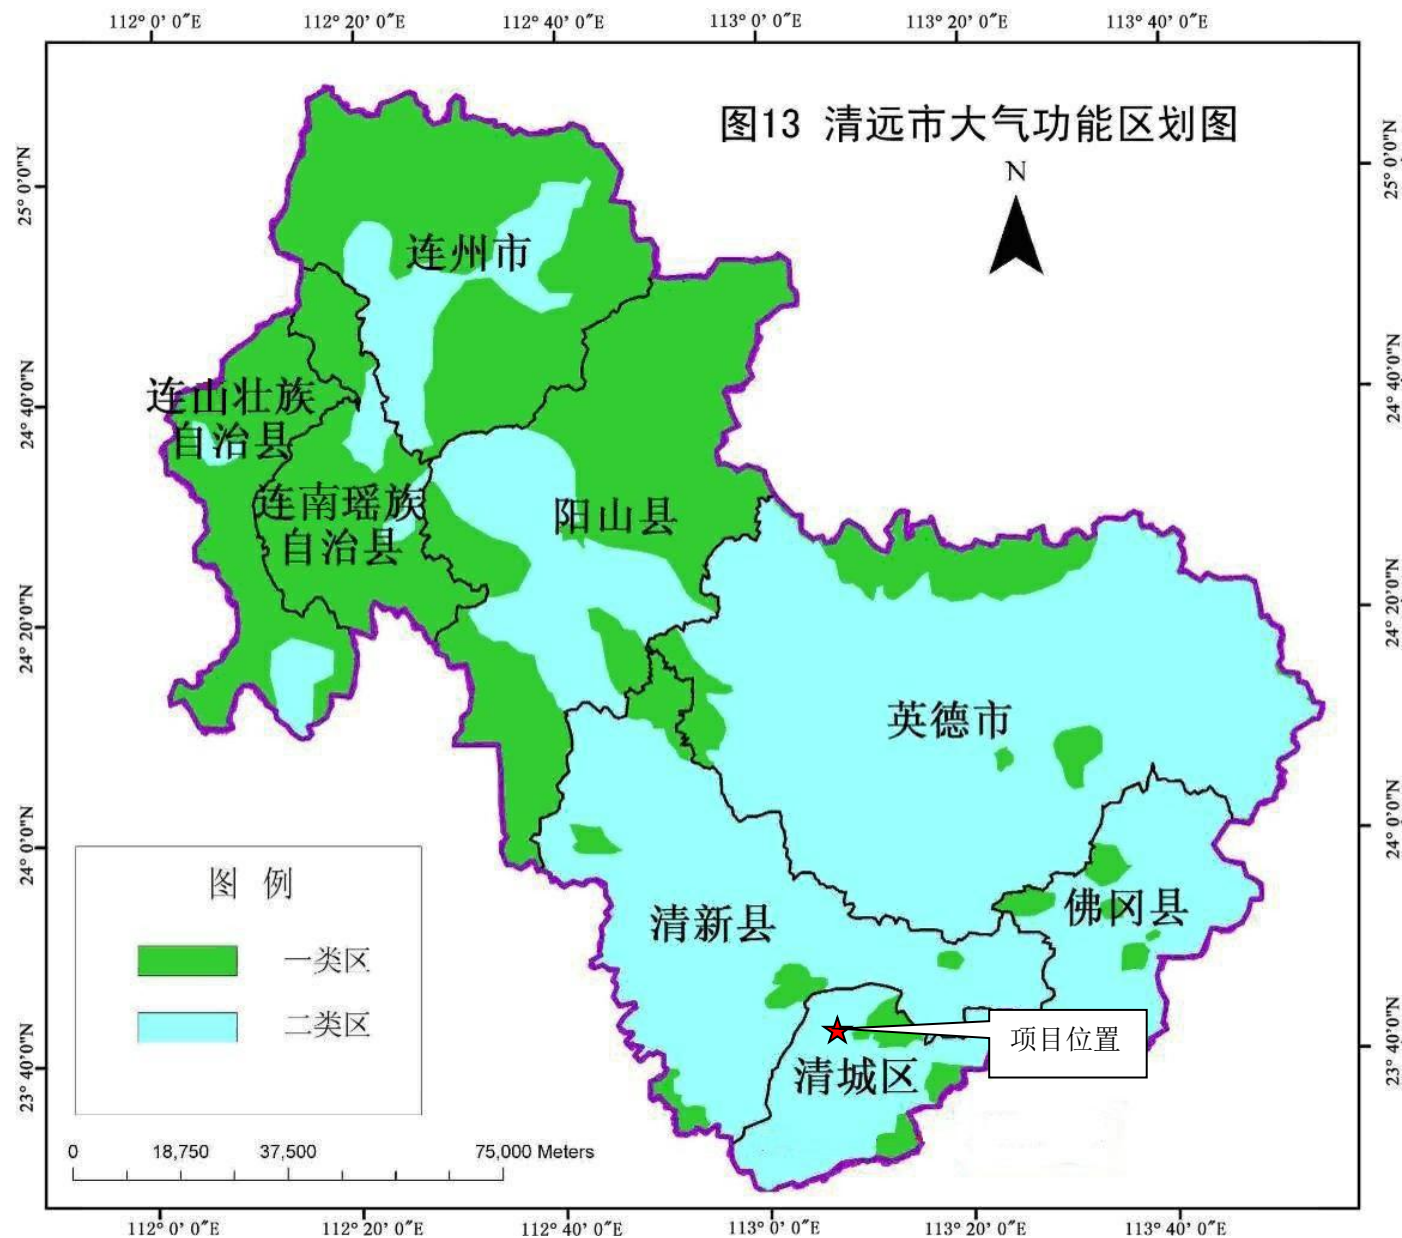 112° 0′ 0″E
112° 20′ 0″E
112° 40′ 0″E
113° 0′ 0″E
113° 20′ 0″E
113° 40′ 0″E
图13 清远市大气功能区划图
N
25° 0′0″N
25° 0′0″N
连州市
24° 40′0″N
24° 40′0″N
连山壮族
自治县
连南瑶族
自治县
阳山县
24° 20′0″N
24° 20′0″N
英德市
24° 0′0″N
24° 0′0″N
图 例
一类区
二类区
清新县
佛冈县
项目位置
清城区
23° 40′0″N
23° 40′0″N
0 18,750 37,500 75,000 Meters
112° 0′ 0″E
112° 20′ 0″E
112° 40′ 0″E
113° 0′ 0″E
113° 20′ 0″E
113° 40′ 0″E